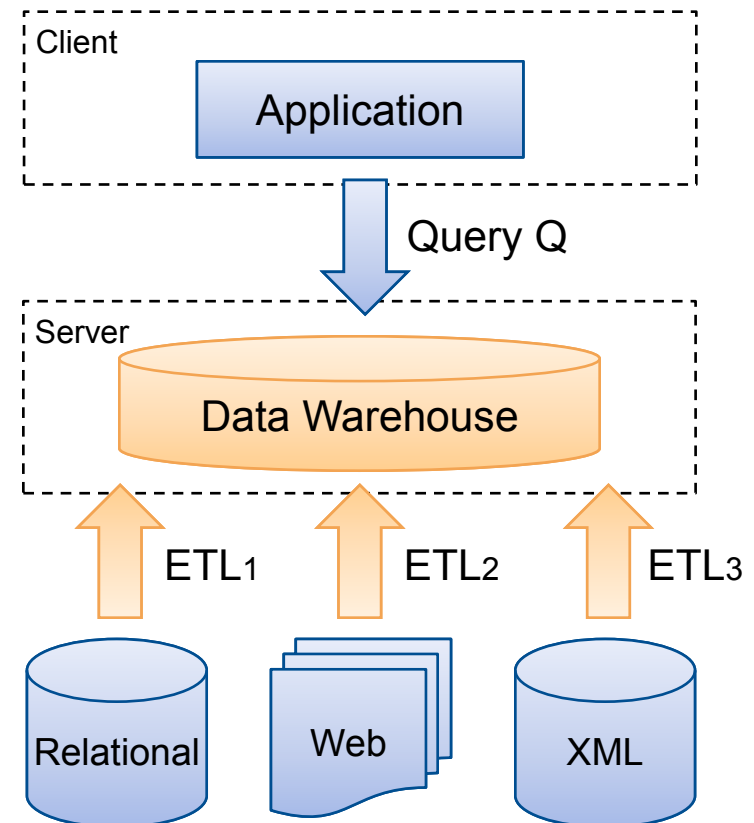 Client
Application
Query Q
Server
Data Warehouse
ETL1
ETL2
ETL3
Relational
Web
XML